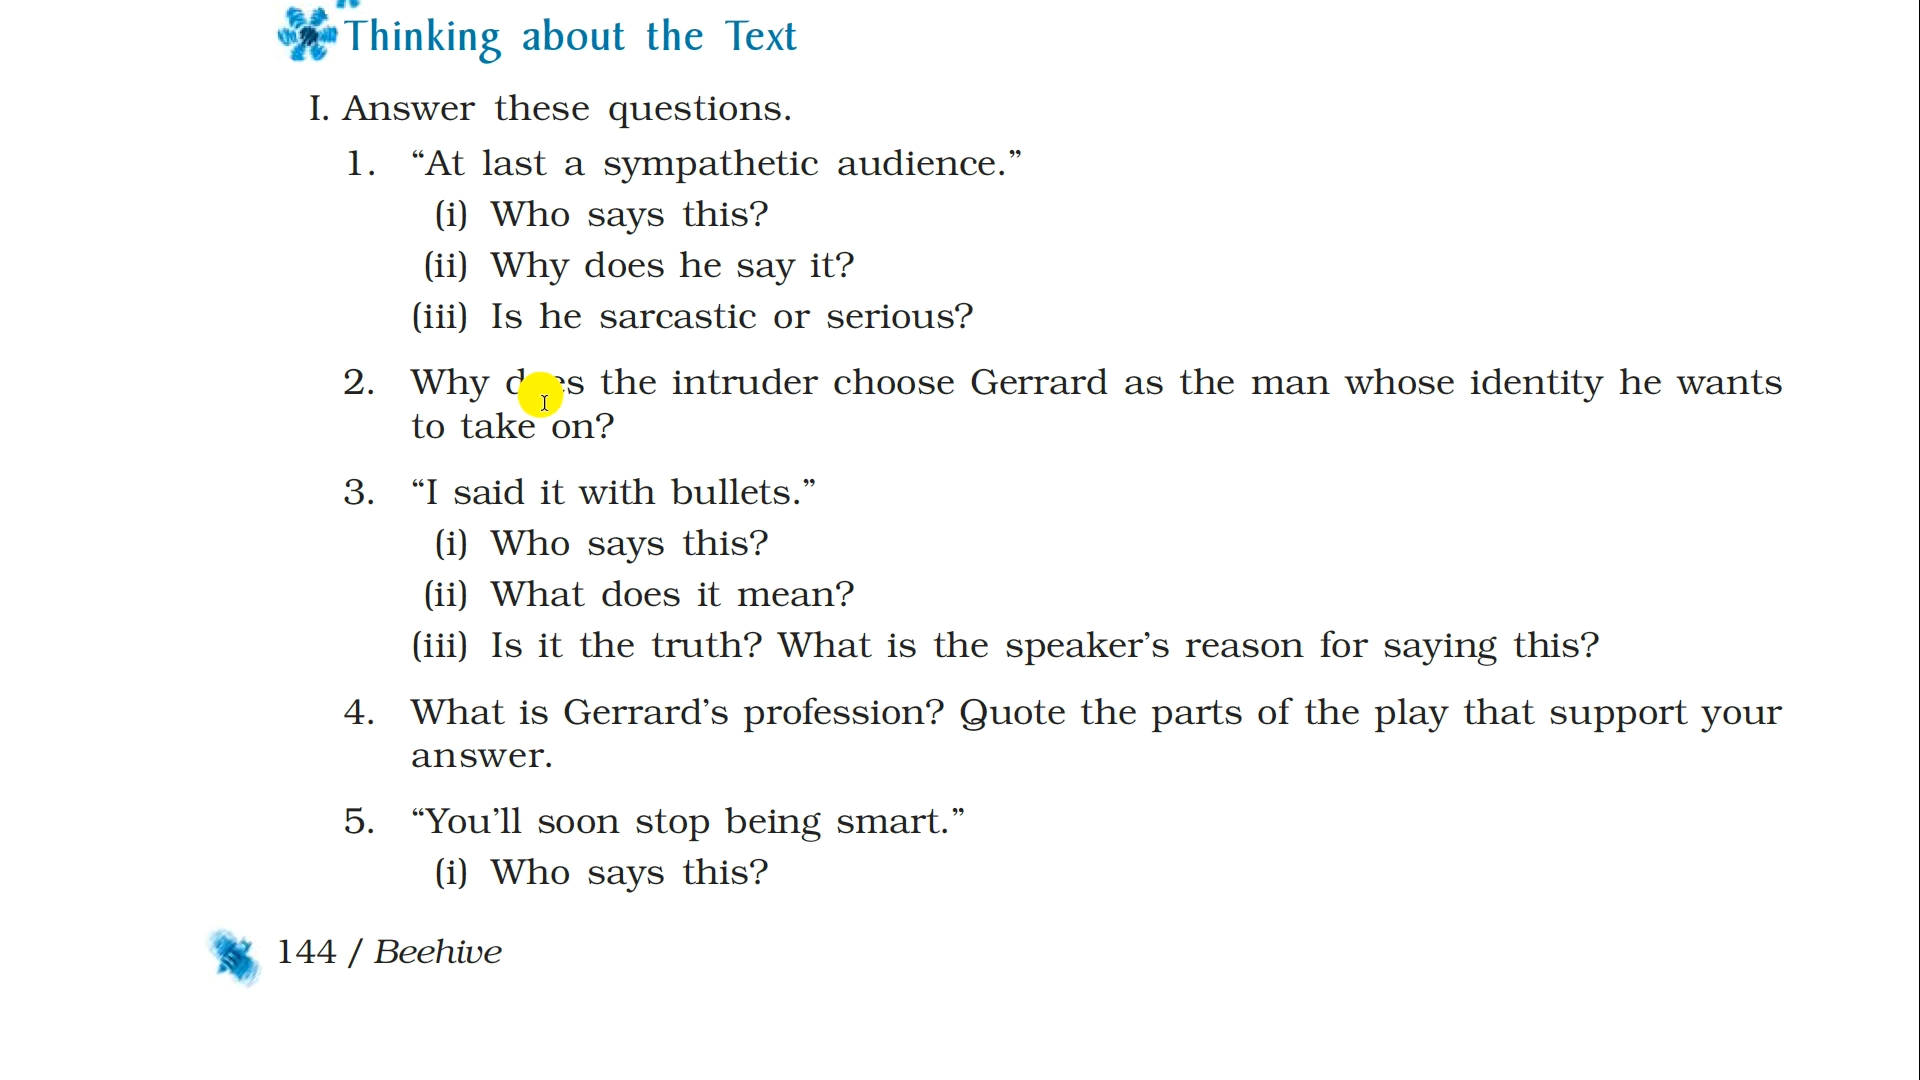 Thinking about the Text
I. Answer these questions.
1. “At last a sympathetic audience.”
(i) Who says this?
(ii) Why does he say it?
(iii) Is he sarcastic or serious?
2. Why does the intruder choose Gerrard as the man whose identity he wants
to take on?
3. “I said it with bullets.”
(i) Who says this?
(ii) What does it mean?
(iii) Is it the truth? What is the speaker’s reason for saying this?
4. What is Gerrard’s profession? Quote the parts of the play that support your
answer.
5. “You’ll soon stop being smart.”
(i) Who says this?
144 / Beehive